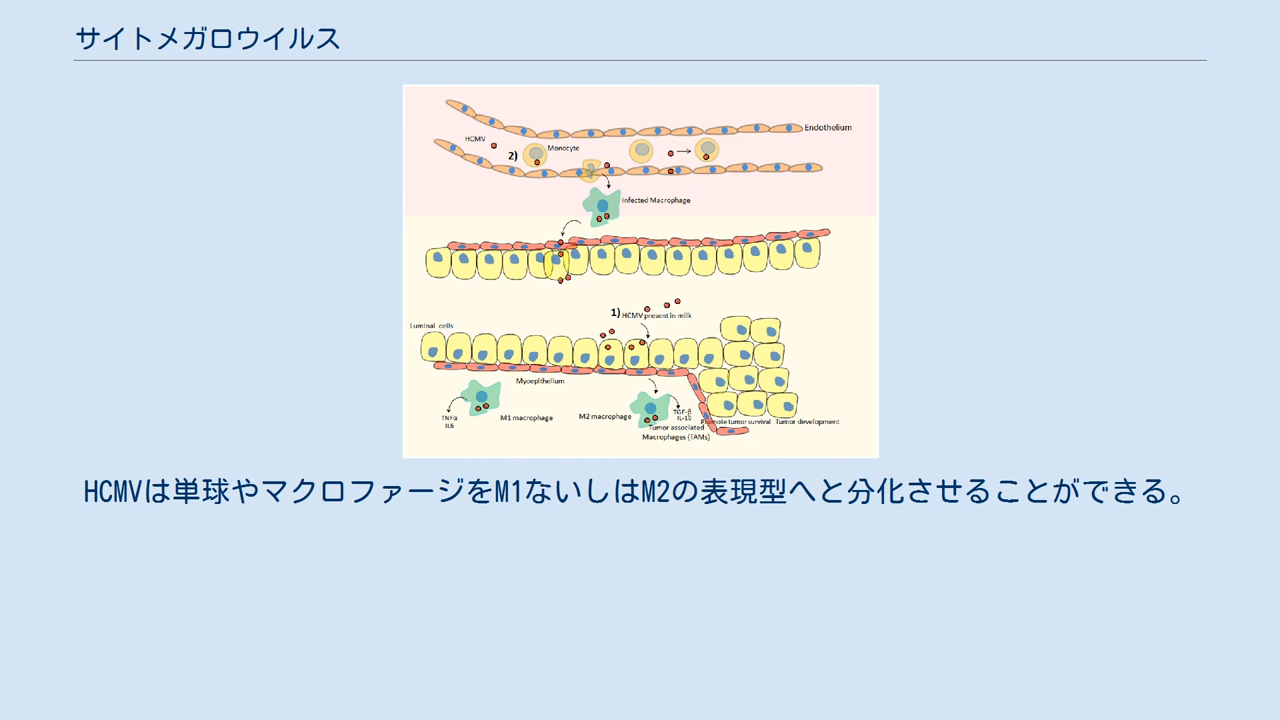 サイトメガロウイルス
Endothelium
HCMV
2)
Monocyte
Infected Macrophage
1) HCMV present in milk
Luminal cells
Myoepithelium
TNFα
IL6
M1 macrophage
M2 macrophage
TGF-β
IL-10
Tumor associated
Macrophages (TAMs)
Promote tumor survival
Tumor development
HCMVは単球やマクロファージをM1ないしはM2の表現型へと分化させることができる。